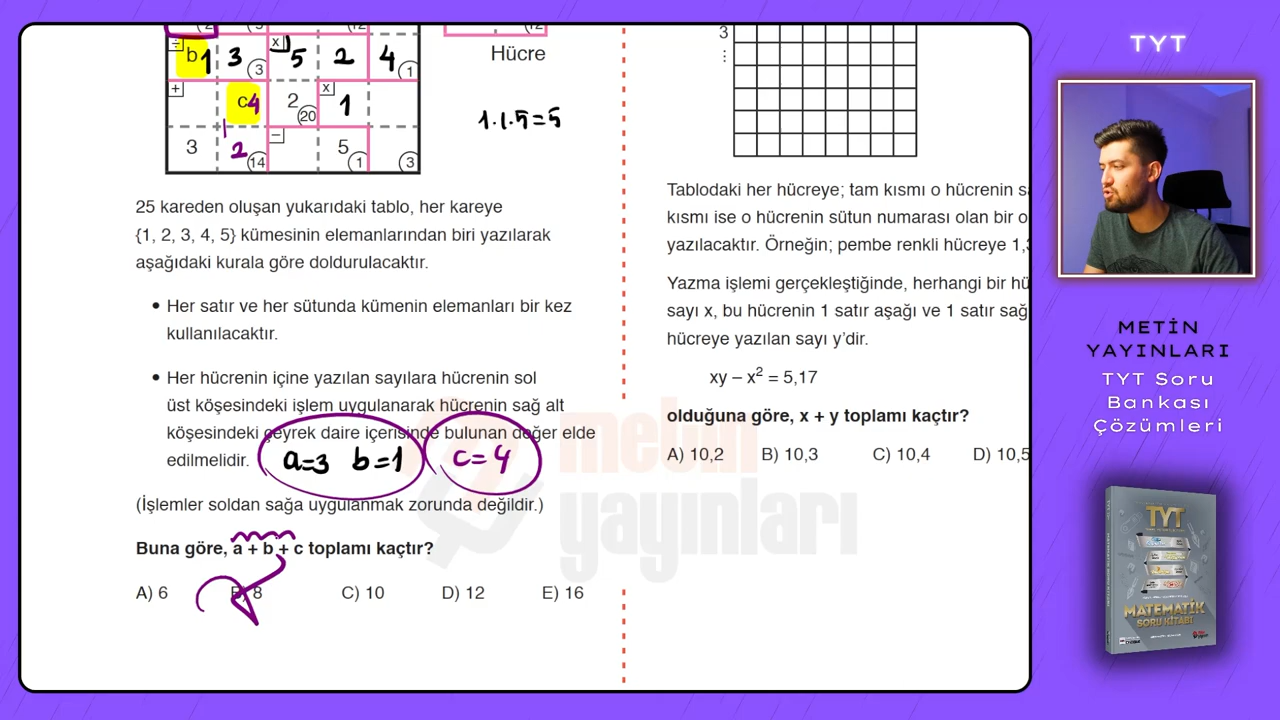 b1 3 (3) x 5 2 4 (1)
+ c4 2 (20) x 1
3 2 (14) − 5 (1) (3)
Hücre
1.1.5=5
25 kareden oluşan yukarıdaki tablo, her kareye
{1, 2, 3, 4, 5} kümesinin elemanlarından biri yazılarak
aşağıdaki kurala göre doldurulacaktır.
• Her satır ve her sütunda kümenin elemanları bir kez
kullanılacaktır.
• Her hücrenin içine yazılan sayılara hücrenin sol
üst köşesindeki işlem uygulanarak hücrenin sağ alt
köşesindeki çeyrek daire içerisinde bulunan değer elde
edilmelidir.
a=3 b=1 c=4
(İşlemler soldan sağa uygulanmak zorunda değildir.)
Buna göre, a + b + c toplamı kaçtır?
A) 6 B) 8 C) 10 D) 12 E) 16
3
⋮
Tablodaki her hücreye; tam kısmı o hücrenin
kısmı ise o hücrenin sütun numarası olan bir
yazılacaktır. Örneğin; pembe renkli hücreye
Yazma işlemi gerçekleştiğinde, herhangi bir
sayı x, bu hücrenin 1 satır aşağı ve 1 satır
hücreye yazılan sayı y'dir.
xy – x² = 5,17
olduğuna göre, x + y toplamı kaçtır?
A) 10,2 B) 10,3 C) 10,4 D) 10,5
metin
yayınları
TYT
METİN
YAYINLARI
TYT Soru
Bankası
Çözümleri
TYT
MATEMATİK
SORU KİTABI